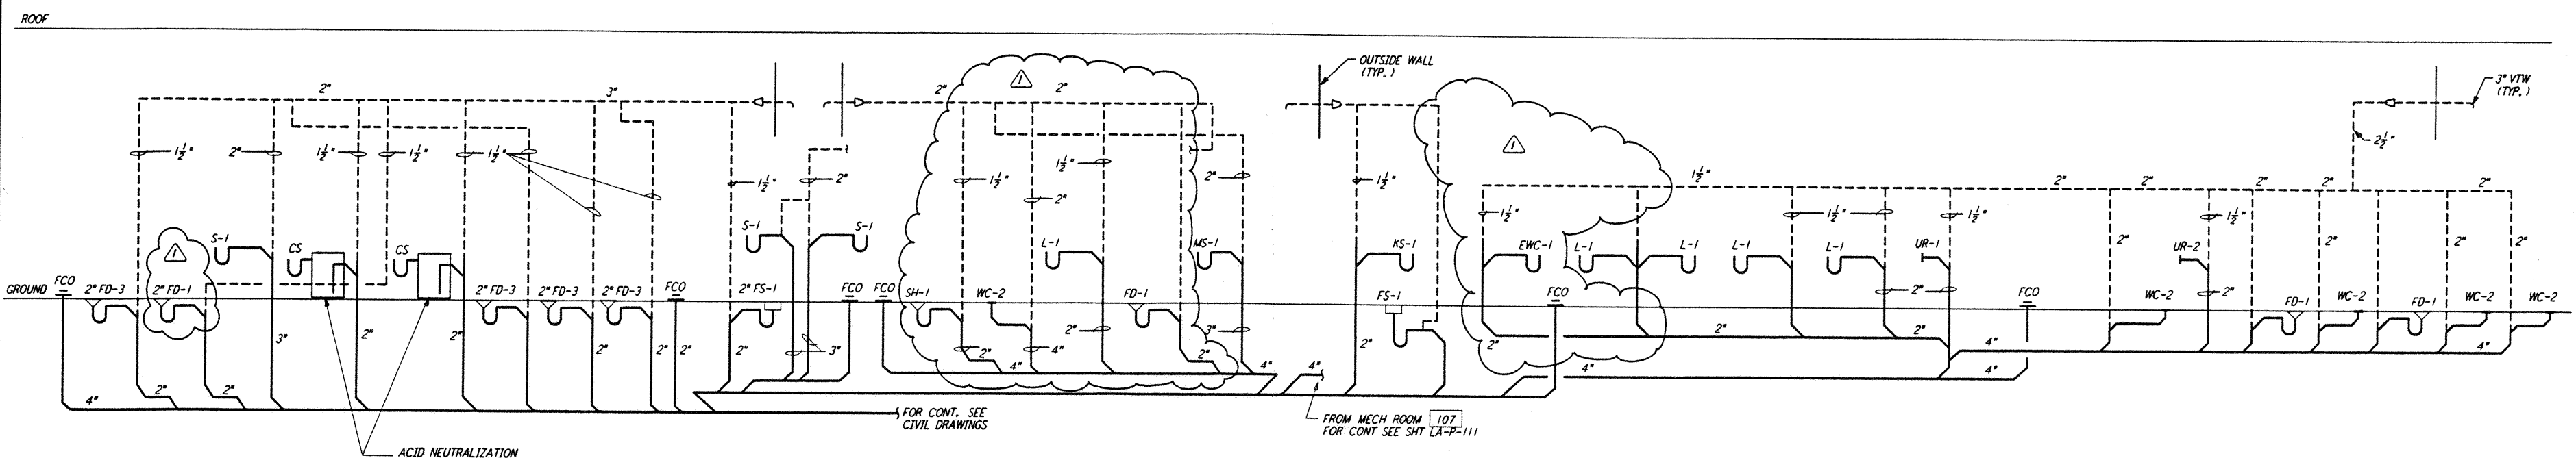 ROOF
OUTSIDE WALL
(TYP.)
3" VTW
(TYP.)
2"
3"
2"
2"
1
1
1
1 1/2"
2"
1 1/2"
1 1/2"
1 1/2"
1 1/2"
2"
1 1/2"
2"
1 1/2"
2"
1 1/2"
1 1/2"
2"
2"
2"
2"
2 1/2"
1 1/2"
1 1/2"
1 1/2"
1 1/2"
S-1
CS
CS
S-1
S-1
L-1
MS-1
KS-1
EWC-1
L-1
L-1
L-1
UR-1
UR-2
2"
2"
2"
2"
GROUND
FCO
2" FD-3
2" FD-1
2" FD-3
2" FD-3
2" FD-3
FCO
2" FS-1
FCO
FCO
SH-1
WC-2
FD-1
FS-1
FCO
2"
FCO
WC-2
2"
FD-1
WC-2
FD-1
WC-2
WC-2
3"
2"
2"
2"
2"
2"
2"
2"
3"
2"
4"
2"
2"
3"
2"
2"
2"
2"
4"
4"
4"
2"
2"
4"
4"
4"
4"
4"
FOR CONT. SEE
CIVIL DRAWINGS
FROM MECH ROOM 107
FOR CONT SEE SHT LA-P-111
ACID NEUTRALIZATION